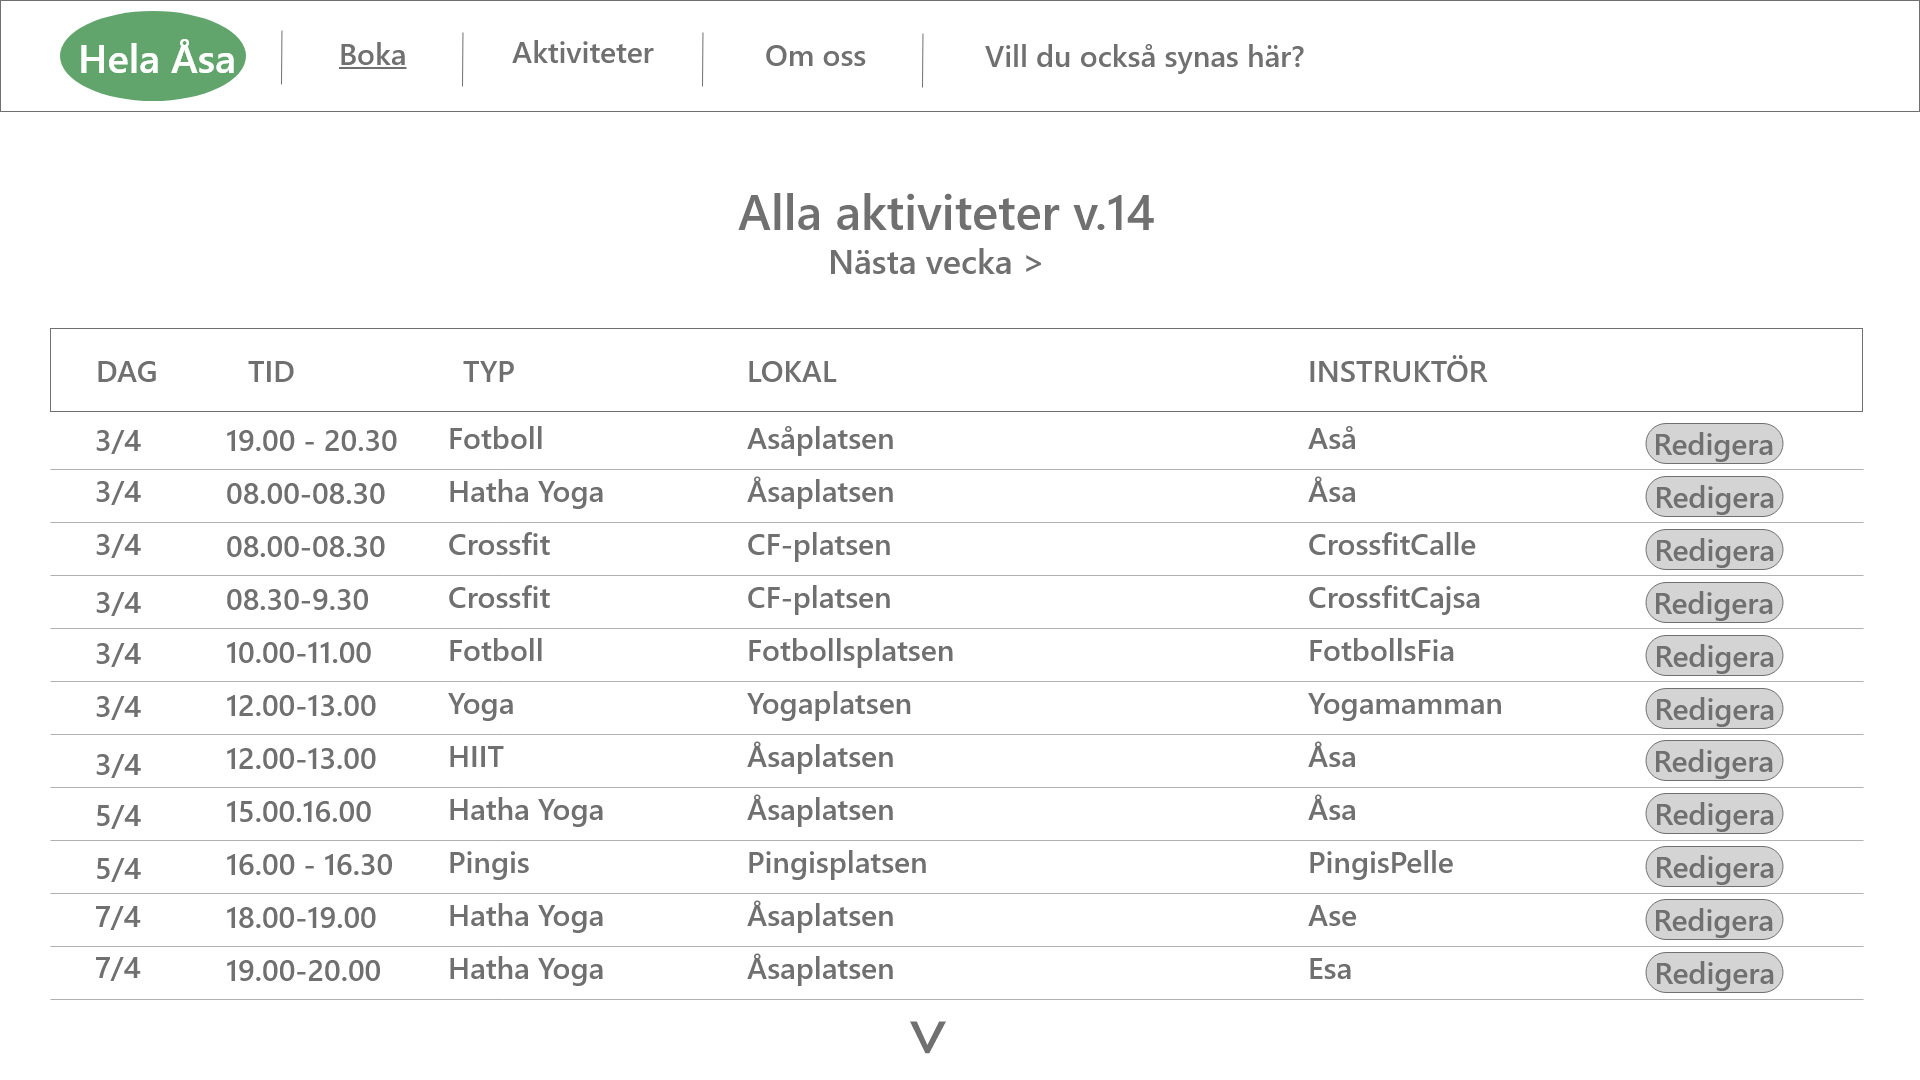 Hela Åsa Boka Aktiviteter Om oss Vill du också synas här?
Alla aktiviteter v.14
Nästa vecka >
DAG TID TYP LOKAL INSTRUKTÖR
3/4 19.00 - 20.30 Fotboll Asåplatsen Aså Redigera
3/4 08.00-08.30 Hatha Yoga Åsaplatsen Åsa Redigera
3/4 08.00-08.30 Crossfit CF-platsen CrossfitCalle Redigera
3/4 08.30-9.30 Crossfit CF-platsen CrossfitCajsa Redigera
3/4 10.00-11.00 Fotboll Fotbollsplatsen FotbollsFia Redigera
3/4 12.00-13.00 Yoga Yogaplatsen Yogamamman Redigera
3/4 12.00-13.00 HIIT Åsaplatsen Åsa Redigera
5/4 15.00.16.00 Hatha Yoga Åsaplatsen Åsa Redigera
5/4 16.00 - 16.30 Pingis Pingisplatsen PingisPelle Redigera
7/4 18.00-19.00 Hatha Yoga Åsaplatsen Ase Redigera
7/4 19.00-20.00 Hatha Yoga Åsaplatsen Esa Redigera